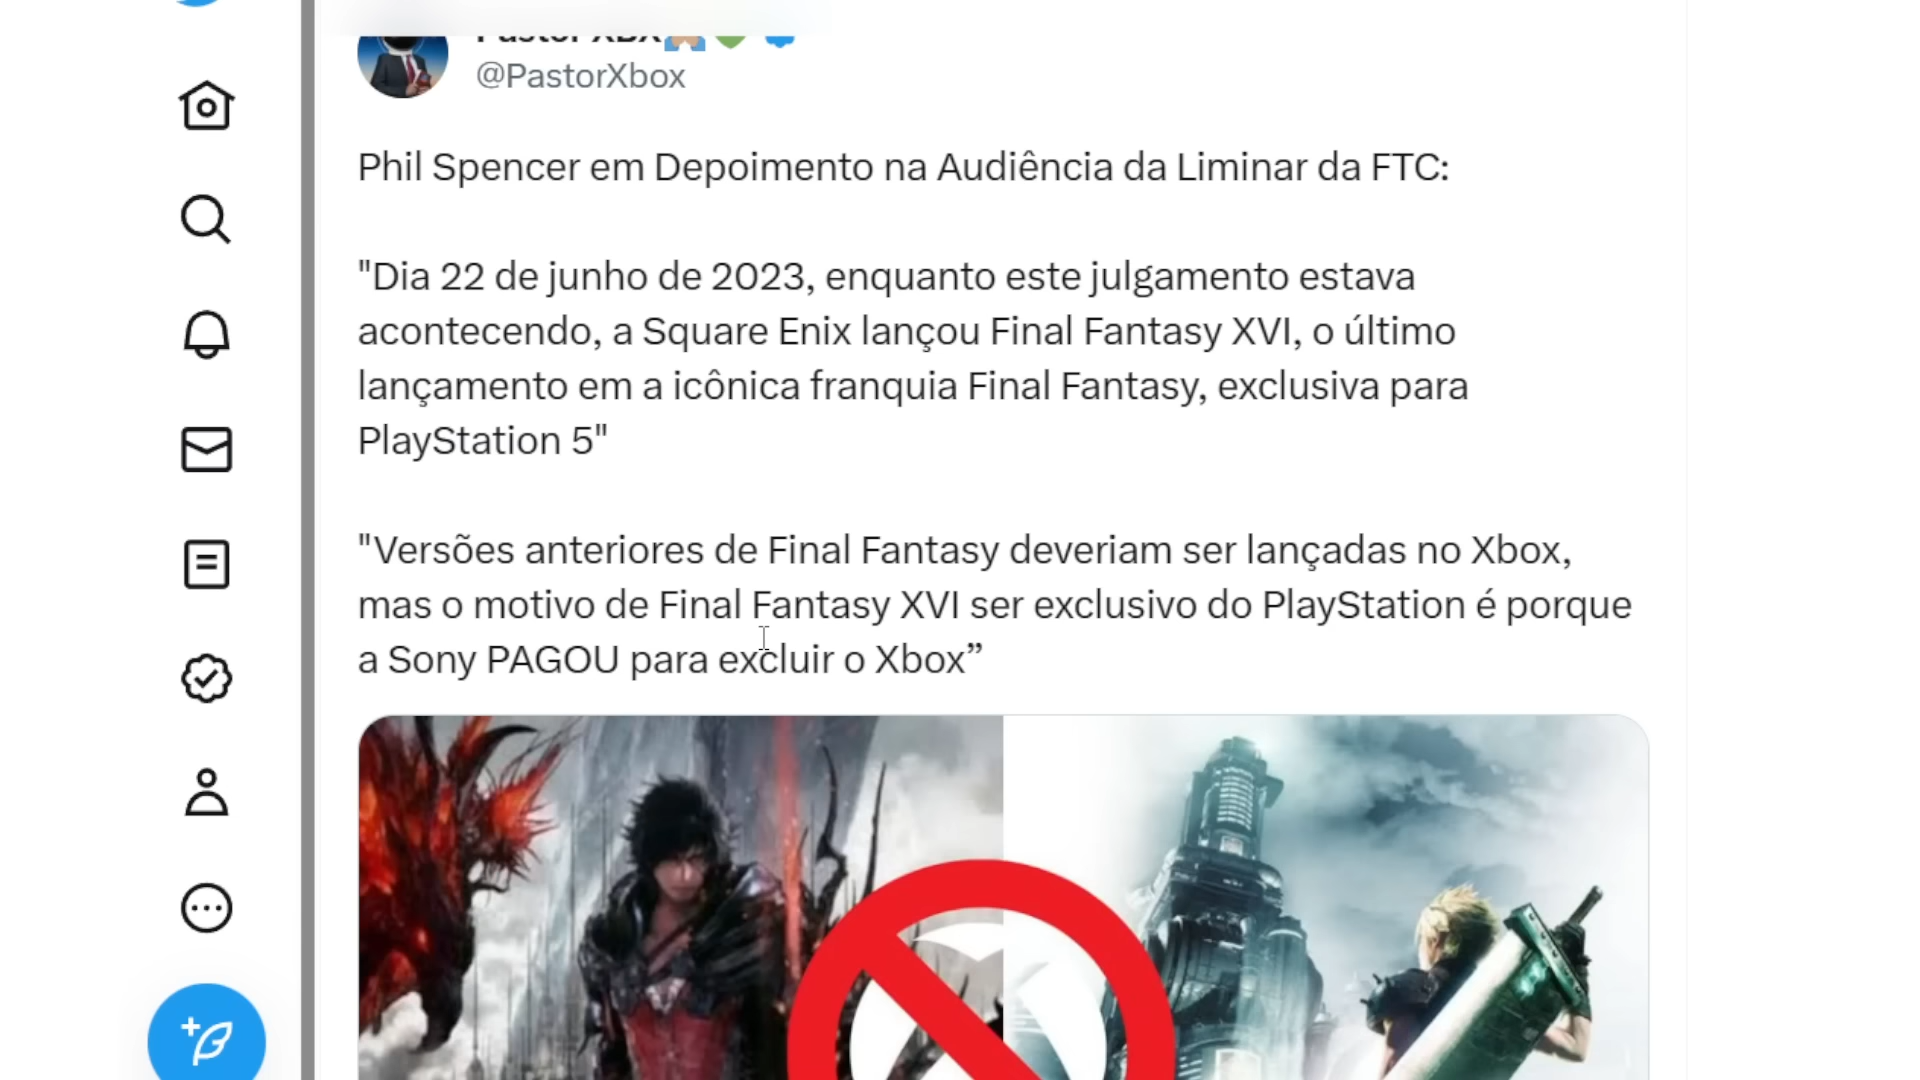 Pastor XBX
@PastorXbox
Phil Spencer em Depoimento na Audiência da Liminar da FTC:
"Dia 22 de junho de 2023, enquanto este julgamento estava
acontecendo, a Square Enix lançou Final Fantasy XVI, o último
lançamento em a icônica franquia Final Fantasy, exclusiva para
PlayStation 5"
"Versões anteriores de Final Fantasy deveriam ser lançadas no Xbox,
mas o motivo de Final Fantasy XVI ser exclusivo do PlayStation é porque
a Sony PAGOU para excluir o Xbox”